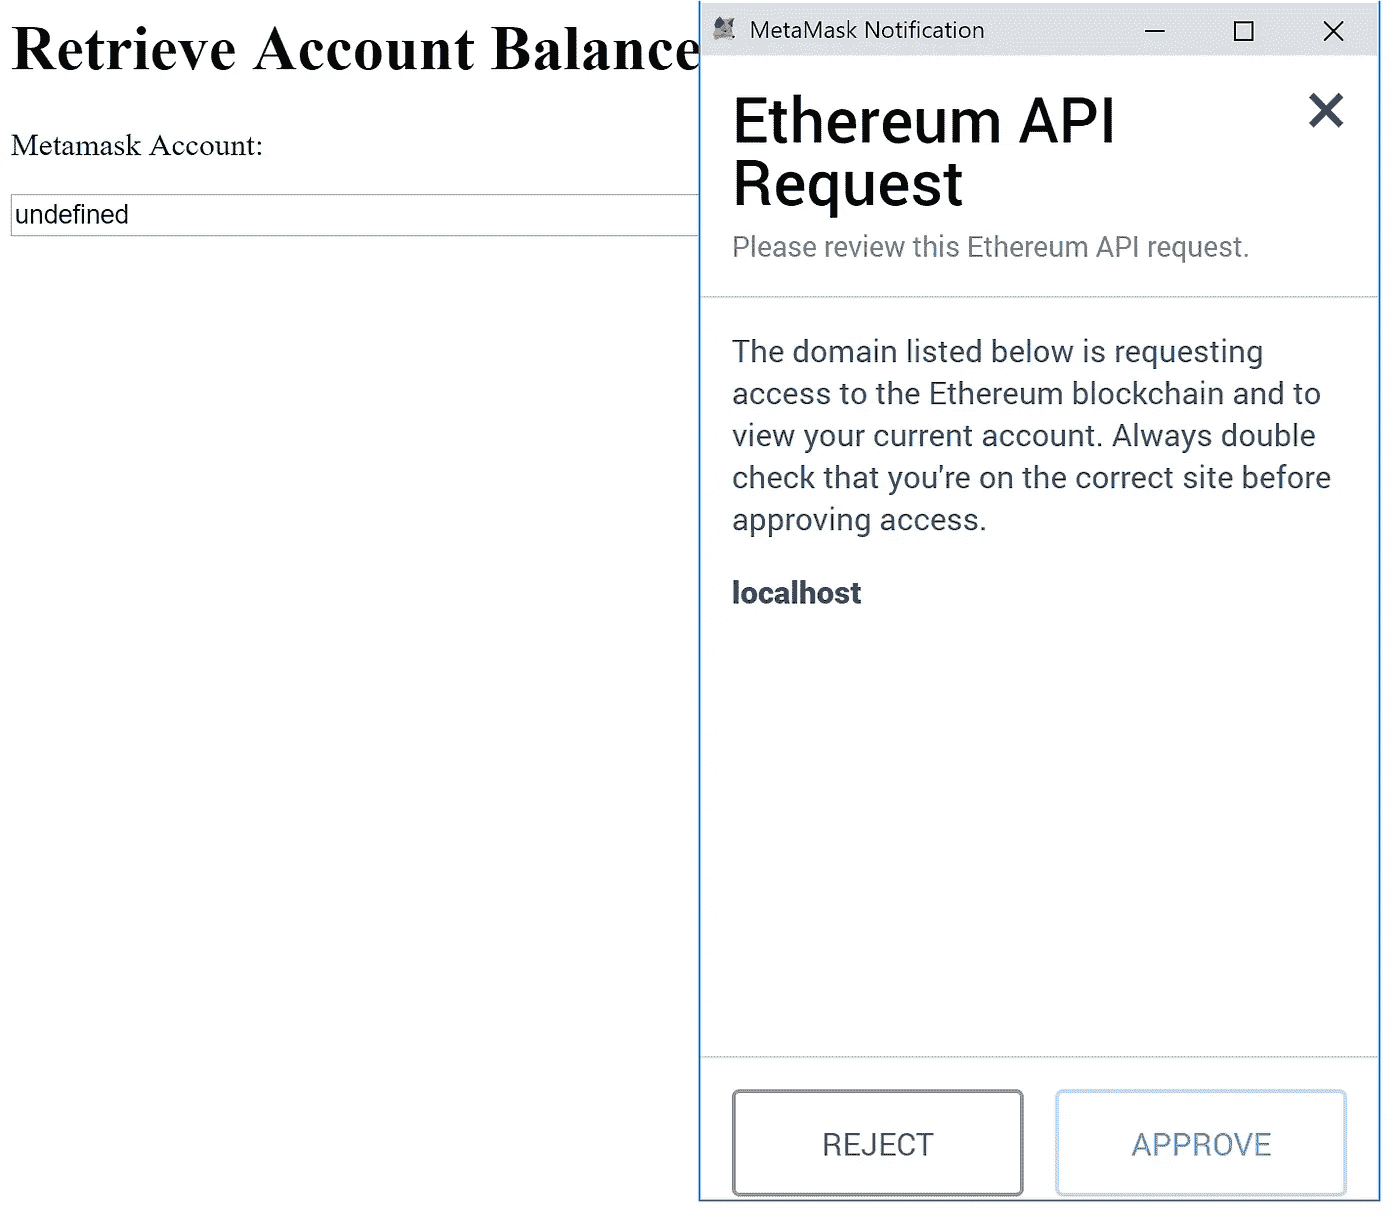 Retrieve Account Balance
Metamask Account:
undefined
MetaMask Notification
Ethereum API
Request
Please review this Ethereum API request.
The domain listed below is requesting
access to the Ethereum blockchain and to
view your current account. Always double
check that you're on the correct site before
approving access.
localhost
REJECT
APPROVE